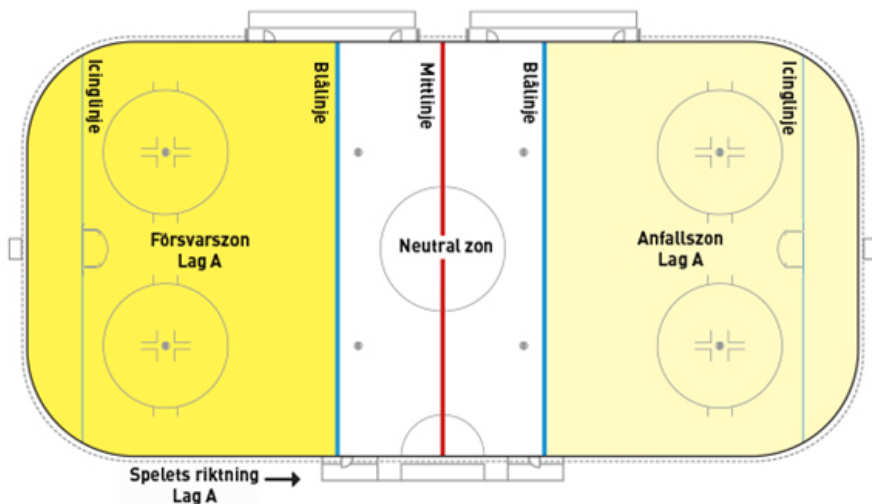 Icinglinje
Blålinje
Mittlinje
Blålinje
Icinglinje
Försvarszon
Lag A
Neutral zon
Anfallszon
Lag A
Spelets riktning
Lag A